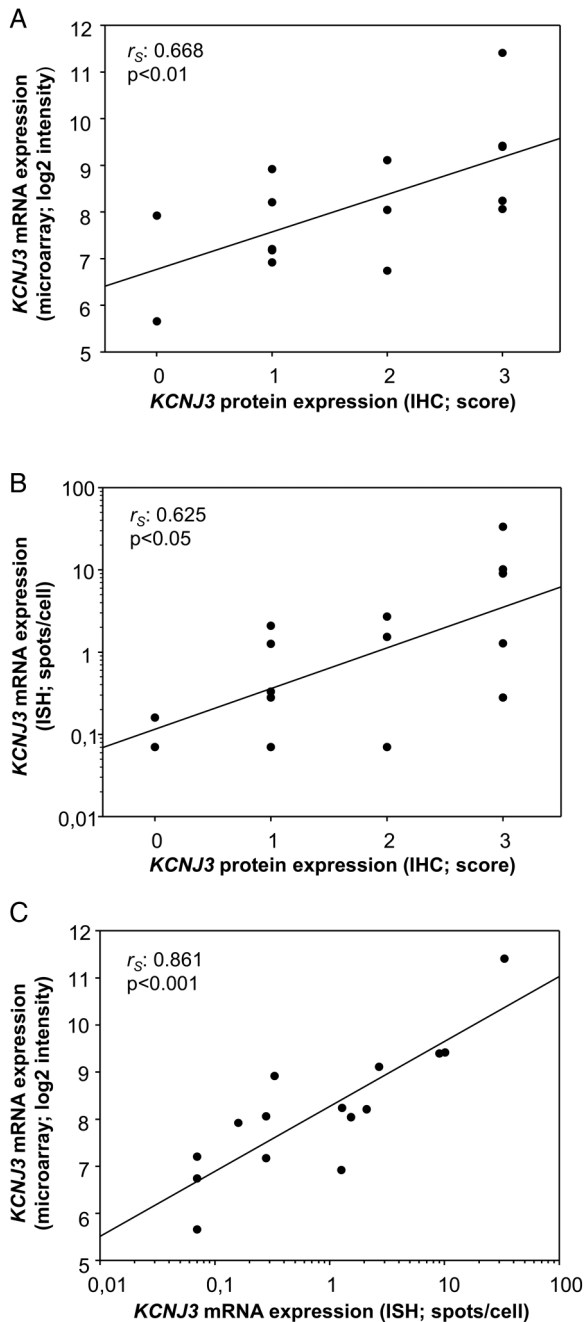 A
12
11
10
9
8
7
6
5
KCNJ3 mRNA expression
(microarray; log2 intensity)
rS: 0.668
p<0.01
0 1 2 3
KCNJ3 protein expression (IHC; score)
B
100
10
1
0,1
0,01
KCNJ3 mRNA expression
(ISH; spots/cell)
rS: 0.625
p<0.05
0 1 2 3
KCNJ3 protein expression (IHC; score)
C
12
11
10
9
8
7
6
5
KCNJ3 mRNA expression
(microarray; log2 intensity)
rS: 0.861
p<0.001
0,01 0,1 1 10 100
KCNJ3 mRNA expression (ISH; spots/cell)